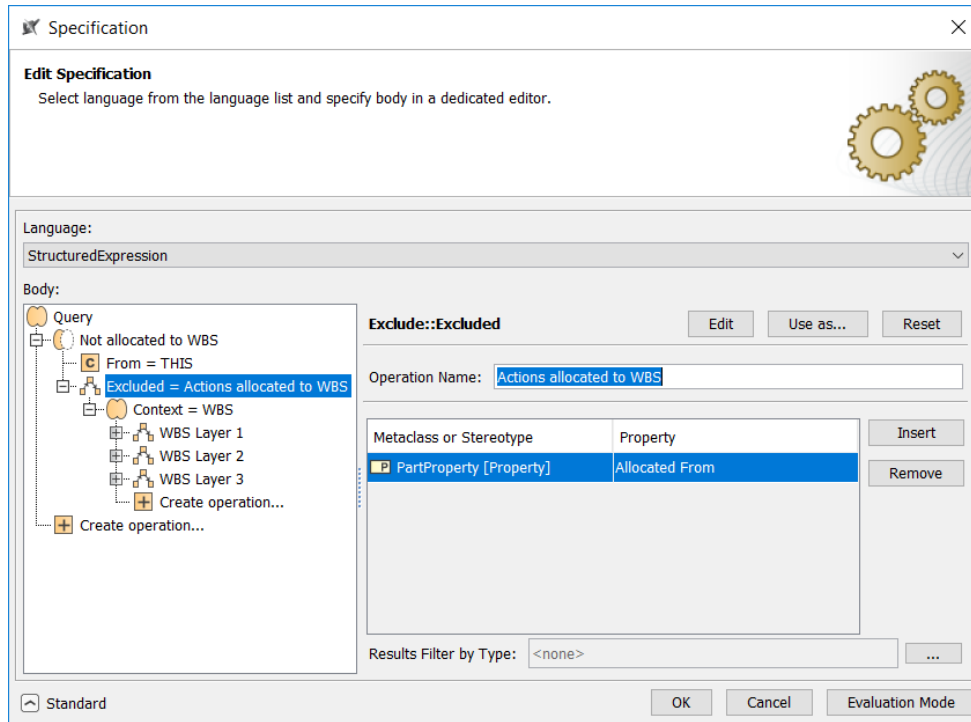 Specification
Edit Specification
Select language from the language list and specify body in a dedicated editor.
Language:
StructuredExpression
Body:
Query
Not allocated to WBS
C From = THIS
Excluded = Actions allocated to WBS
Context = WBS
WBS Layer 1
WBS Layer 2
WBS Layer 3
Create operation...
Create operation...
Exclude::Excluded
Edit
Use as...
Reset
Operation Name: Actions allocated to WBS
Metaclass or Stereotype Property
P PartProperty [Property] Allocated From
Insert
Remove
Results Filter by Type: <none>
...
Standard
OK
Cancel
Evaluation Mode